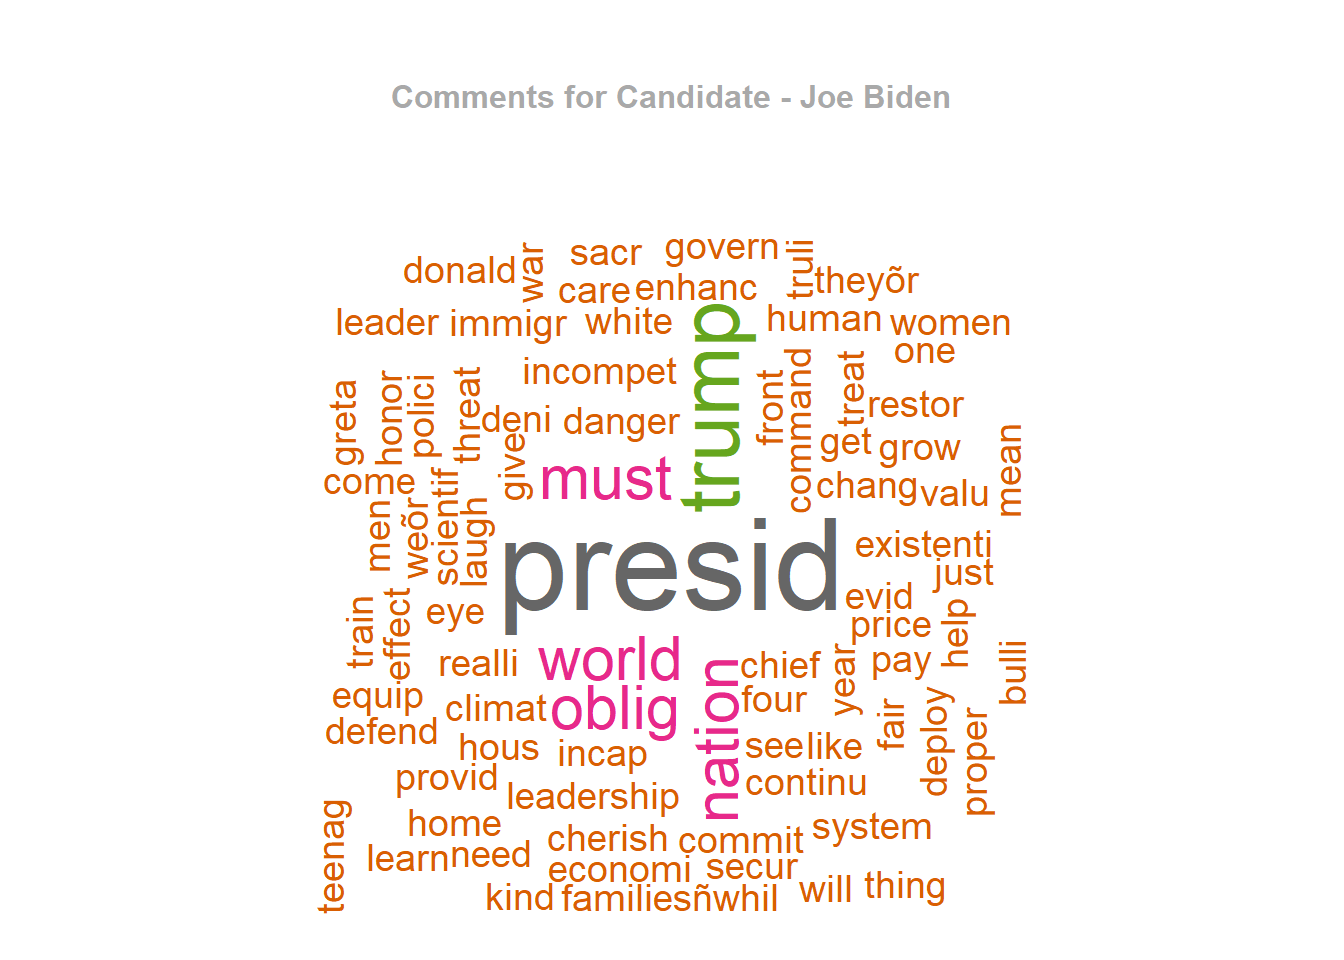 Comments for Candidate - Joe Biden
donald
war
sacr
govern
truli
theyõr
care
enhanc
leader
immigr
white
trump
human
women
one
incompet
greta
honor
polici
threat
deni
danger
front
command
treat
restor
get
grow
mean
come
give
must
chang
valu
men
weõr
scientif
laugh
presid
existenti
just
evid
price
help
train
effect
eye
realli
world
nation
chief
year
pay
bulli
equip
climat
oblig
four
fair
deploy
proper
defend
hous
incap
see
like
provid
leadership
continu
teenag
home
cherish
commit
system
learn
need
economi
secur
kind
familiesñwhil
will
thing